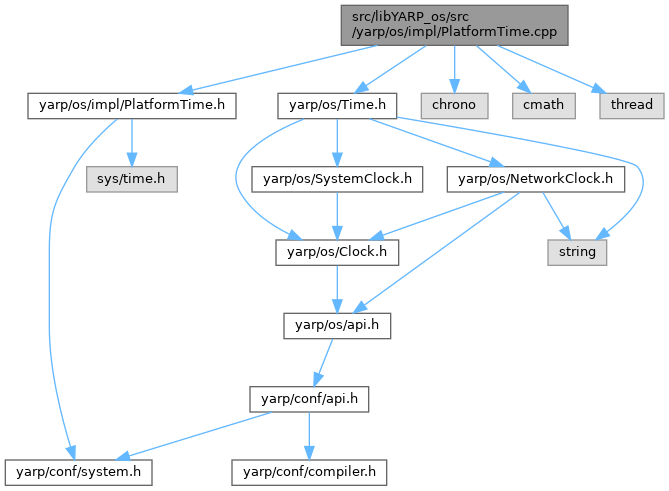 src/libYARP_os/src
/yarp/os/impl/PlatformTime.cpp
yarp/os/impl/PlatformTime.h
yarp/os/Time.h
chrono
cmath
thread
sys/time.h
yarp/os/SystemClock.h
yarp/os/NetworkClock.h
yarp/os/Clock.h
string
yarp/os/api.h
yarp/conf/api.h
yarp/conf/system.h
yarp/conf/compiler.h